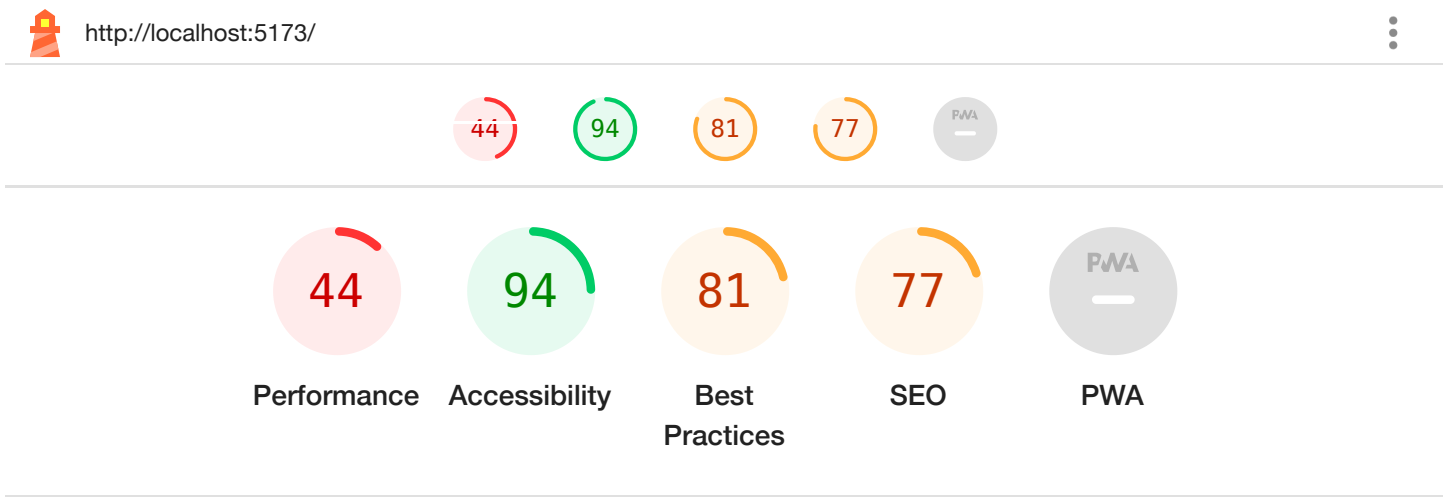 http://localhost:5173/
44 94 81 77 PWA
44 94 81 77 PWA
Performance Accessibility Best SEO PWA
Practices